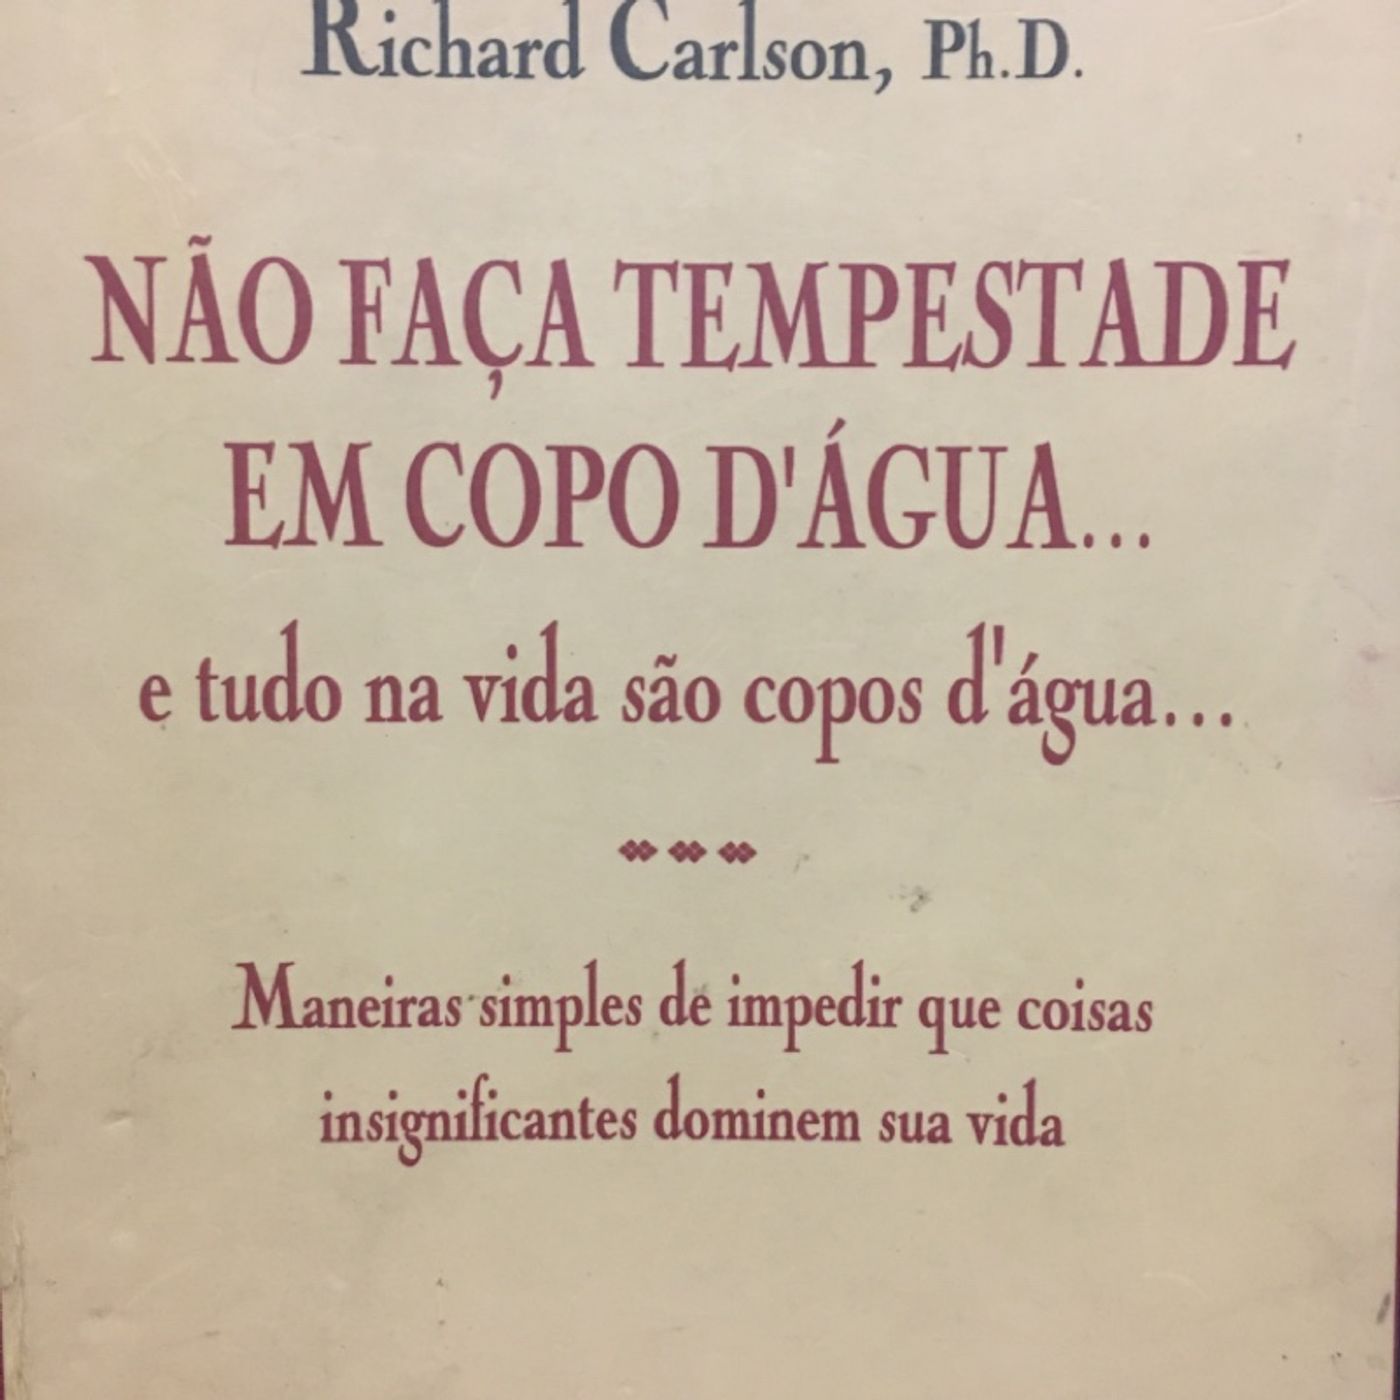 Richard Carlson, Ph.D.
NÃO FAÇA TEMPESTADE
EM COPO D'ÁGUA...
e tudo na vida são copos d'água...
Maneiras simples de impedir que coisas
insignificantes dominem sua vida